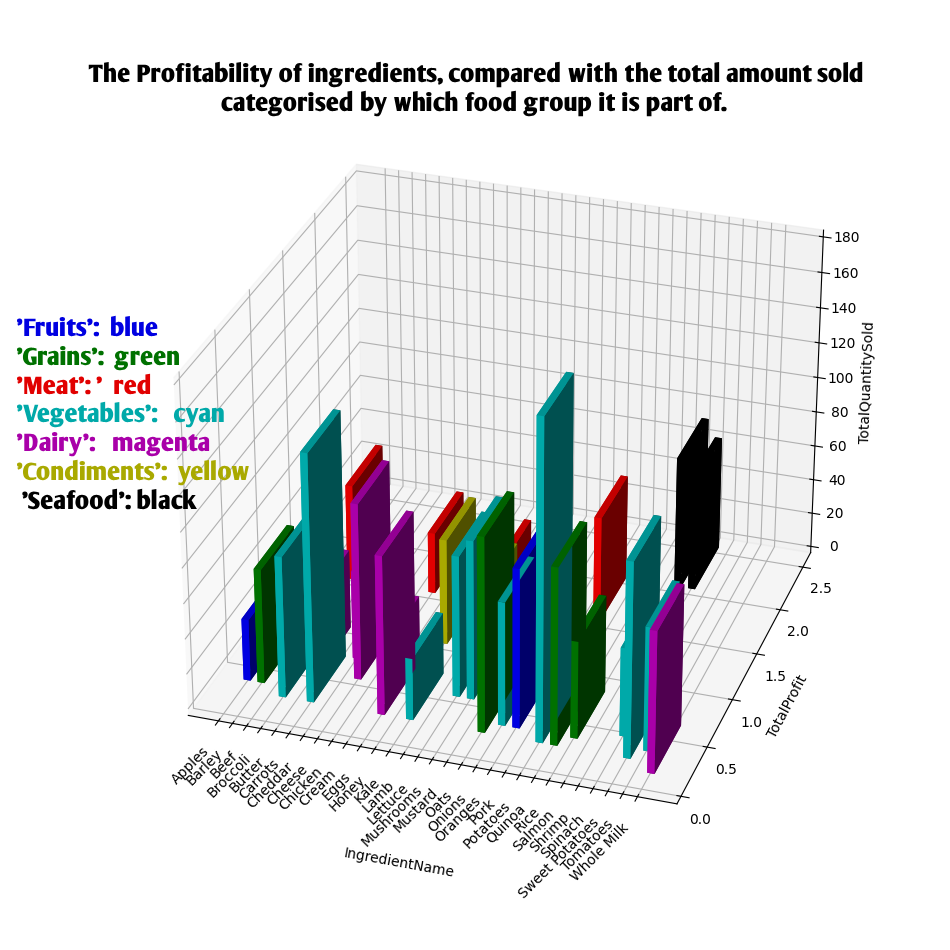 The Profitability of ingredients, compared with the total amount sold
categorised by which food group it is part of.
'Fruits': blue
'Grains': green
'Meat': ' red
'Vegetables': cyan
'Dairy': magenta
'Condiments': yellow
'Seafood': black
180
160
140
120
100
80
60
40
20
0
TotalQuantitySold
2.5
2.0
1.5
1.0
0.5
0.0
TotalProfit
Apples
Barley
Beef
Broccoli
Butter
Carrots
Cheddar
Cheese
Chicken
Cream
Eggs
Honey
Kale
Lamb
Lettuce
Mushrooms
Mustard
Oats
Onions
Oranges
Pork
Potatoes
Quinoa
Rice
Salmon
Shrimp
Spinach
Sweet Potatoes
Tomatoes
Whole Milk
IngredientName